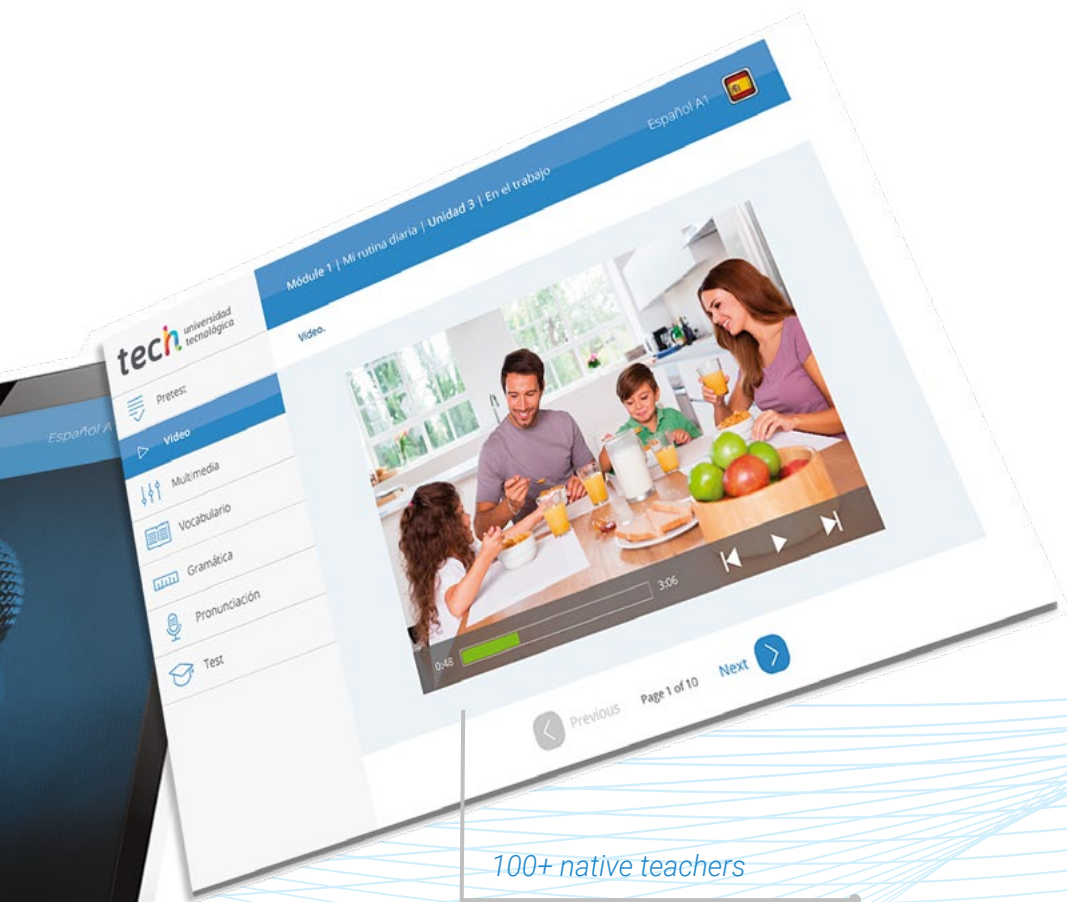 Español A1
Módule 1 | Mi rutina diaria | Unidad 3 | En el trabajo
tech universidad
tecnológica
Video.
Pretest
Video
Multimedia
Vocabulario
Gramática
Pronunciación
Test
0:48
3:06
Previous
Page 1 of 10
Next
Español A
100+ native teachers